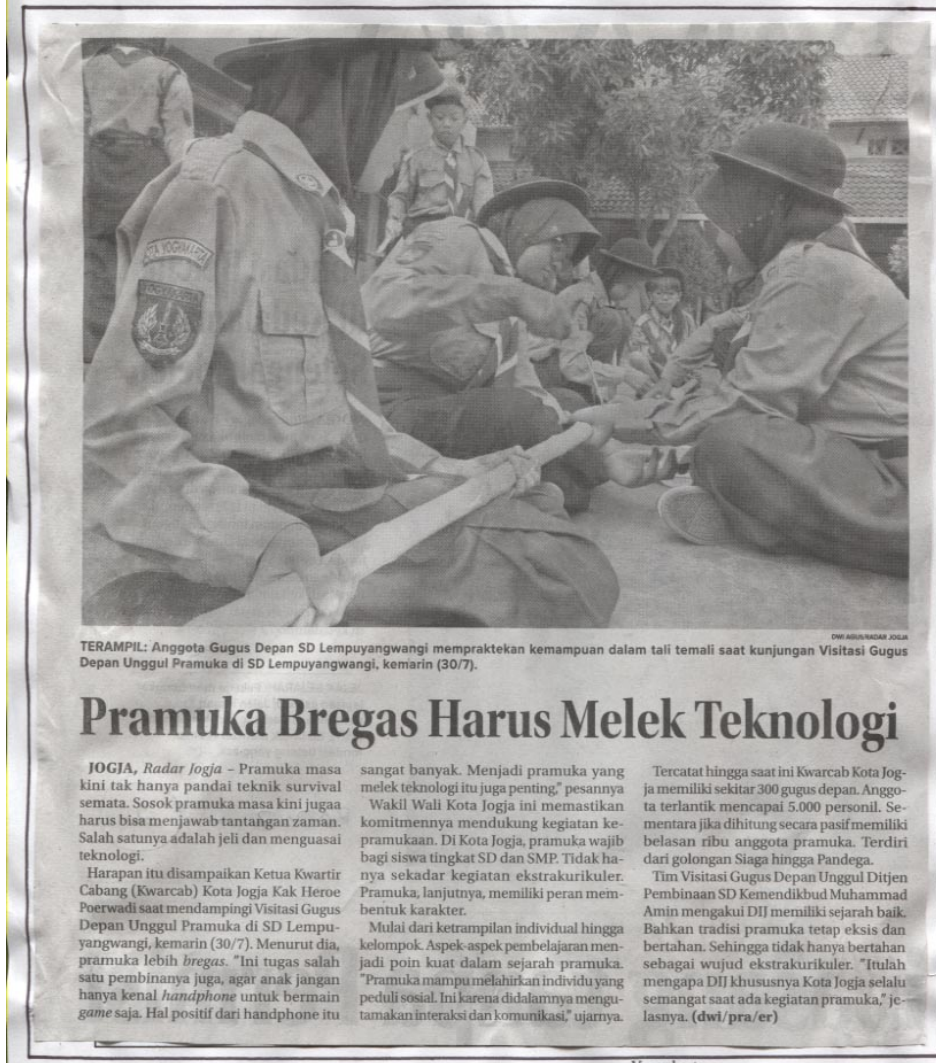 KOTA YOGYAKARTA
DWI AGUS/RADAR JOGJA
TERAMPIL: Anggota Gugus Depan SD Lempuyangwangi mempraktekan kemampuan dalam tali temali saat kunjungan Visitasi Gugus
Depan Unggul Pramuka di SD Lempuyangwangi, kemarin (30/7).
Pramuka Bregas Harus Melek Teknologi
JOGJA, Radar Jogja – Pramuka masa
kini tak hanya pandai teknik survival
semata. Sosok pramuka masa kini jugaa
harus bisa menjawab tantangan zaman.
Salah satunya adalah jeli dan menguasai
teknologi.
Harapan itu disampaikan Ketua Kwartir
Cabang (Kwarcab) Kota Jogja Kak Heroe
Poerwadi saat mendampingi Visitasi Gugus
Depan Unggul Pramuka di SD Lempu-
yangwangi, kemarin (30/7). Menurut dia,
pramuka lebih bregas. "Ini tugas salah
satu pembinanya juga, agar anak jangan
hanya kenal handphone untuk bermain
game saja. Hal positif dari handphone itu
sangat banyak. Menjadi pramuka yang
melek teknologi itu juga penting," pesannya
Wakil Wali Kota Jogja ini memastikan
komitmennya mendukung kegiatan ke-
pramukaan. Di Kota Jogja, pramuka wajib
bagi siswa tingkat SD dan SMP. Tidak ha-
nya sekadar kegiatan ekstrakurikuler.
Pramuka, lanjutnya, memiliki peran mem-
bentuk karakter.
Mulai dari ketrampilan individual hingga
kelompok. Aspek-aspek pembelajaran men-
jadi poin kuat dalam sejarah pramuka.
"Pramuka mampu melahirkan individu yang
peduli sosial. Ini karena didalamnya mengu-
tamakan interaksi dan komunikasi," ujarnya.
Tercatat hingga saat ini Kwarcab Kota Jog-
ja memiliki sekitar 300 gugus depan. Anggo-
ta terlantik mencapai 5.000 personil. Se-
mentara jika dihitung secara pasif memiliki
belasan ribu anggota pramuka. Terdiri
dari golongan Siaga hingga Pandega.
Tim Visitasi Gugus Depan Unggul Ditjen
Pembinaan SD Kemendikbud Muhammad
Amin mengakui DIJ memiliki sejarah baik.
Bahkan tradisi pramuka tetap eksis dan
bertahan. Sehingga tidak hanya bertahan
sebagai wujud ekstrakurikuler. "Itulah
mengapa DIJ khususnya Kota Jogja selalu
semangat saat ada kegiatan pramuka," je-
lasnya. (dwi/pra/er)